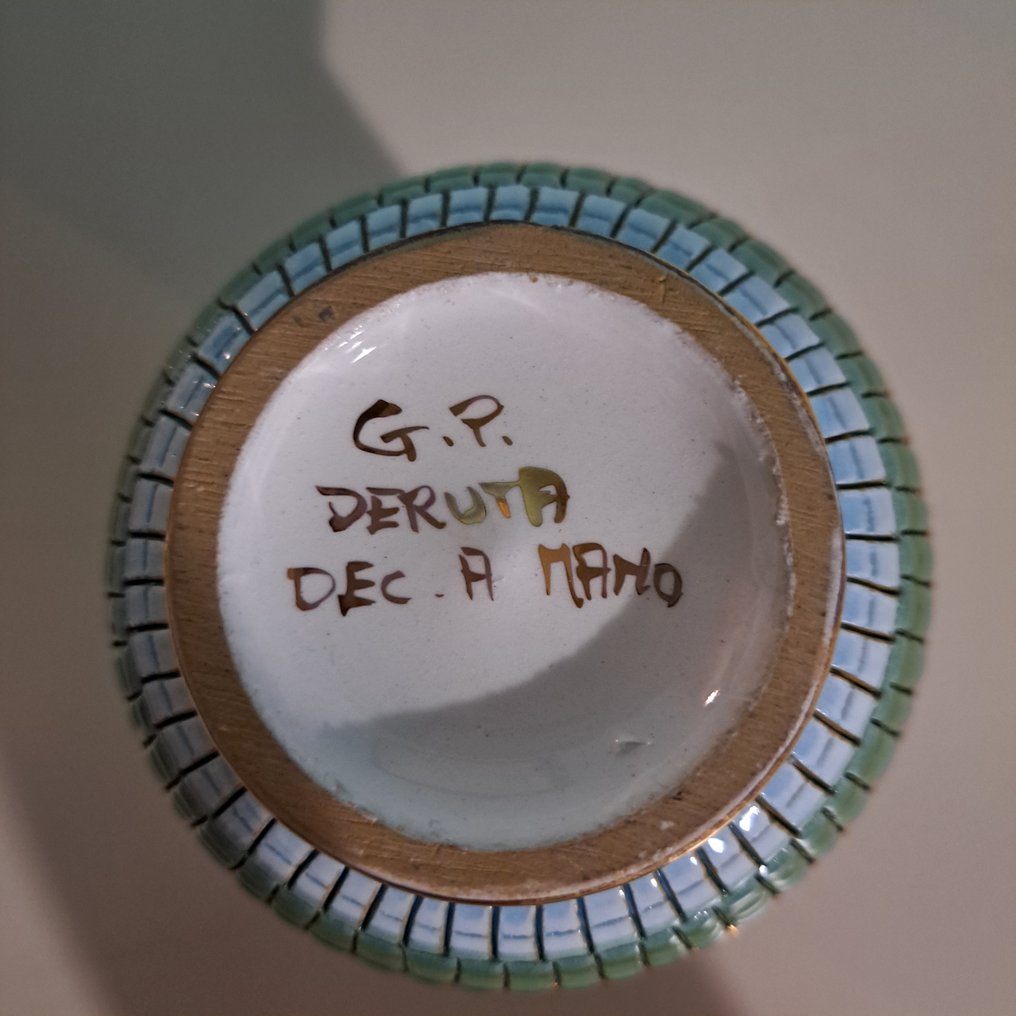 G.P.
DERUTA
DEC. A MANO